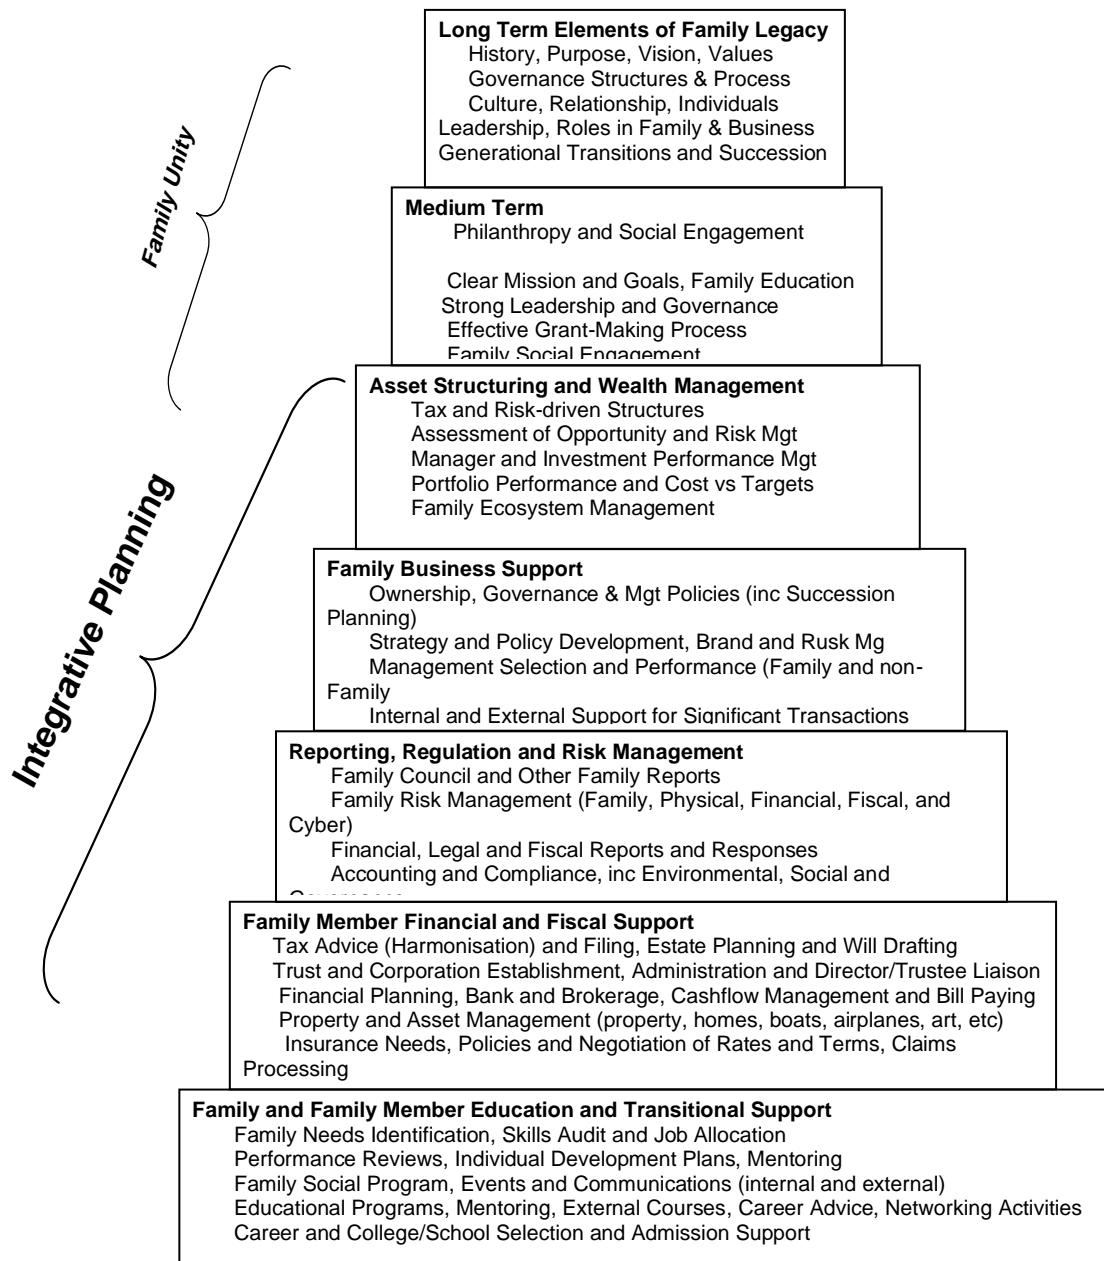 Long Term Elements of Family Legacy
History, Purpose, Vision, Values
Governance Structures & Process
Culture, Relationship, Individuals
Leadership, Roles in Family & Business
Generational Transitions and Succession
Family Unity
Medium Term
Philanthropy and Social Engagement
Clear Mission and Goals, Family Education
Strong Leadership and Governance
Effective Grant-Making Process
Family Social Engagement
Integrative Planning
Asset Structuring and Wealth Management
Tax and Risk-driven Structures
Assessment of Opportunity and Risk Mgt
Manager and Investment Performance Mgt
Portfolio Performance and Cost vs Targets
Family Ecosystem Management
Family Business Support
Ownership, Governance & Mgt Policies (inc Succession
Planning)
Strategy and Policy Development, Brand and Rusk Mg
Management Selection and Performance (Family and non-
Family
Internal and External Support for Significant Transactions
Reporting, Regulation and Risk Management
Family Council and Other Family Reports
Family Risk Management (Family, Physical, Financial, Fiscal, and
Cyber)
Financial, Legal and Fiscal Reports and Responses
Accounting and Compliance, inc Environmental, Social and
Family Member Financial and Fiscal Support
Tax Advice (Harmonisation) and Filing, Estate Planning and Will Drafting
Trust and Corporation Establishment, Administration and Director/Trustee Liaison
Financial Planning, Bank and Brokerage, Cashflow Management and Bill Paying
Property and Asset Management (property, homes, boats, airplanes, art, etc)
Insurance Needs, Policies and Negotiation of Rates and Terms, Claims
Processing
Family and Family Member Education and Transitional Support
Family Needs Identification, Skills Audit and Job Allocation
Performance Reviews, Individual Development Plans, Mentoring
Family Social Program, Events and Communications (internal and external)
Educational Programs, Mentoring, External Courses, Career Advice, Networking Activities
Career and College/School Selection and Admission Support